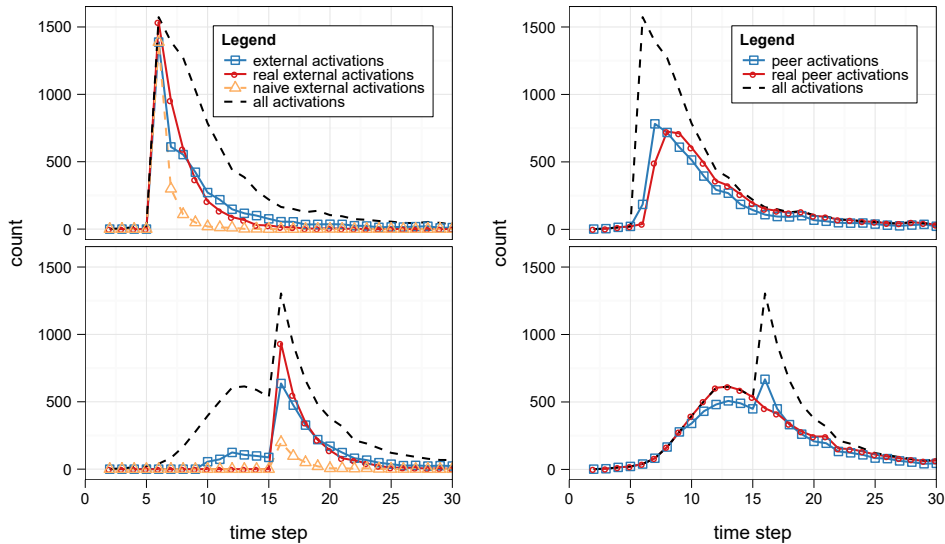 1500
1000
500
0
Legend
external activations
real external activations
naive external activations
all activations
1500
1000
500
0
0 5 10 15 20 25 30
count
time step
1500
1000
500
0
Legend
peer activations
real peer activations
all activations
1500
1000
500
0
0 5 10 15 20 25 30
count
time step